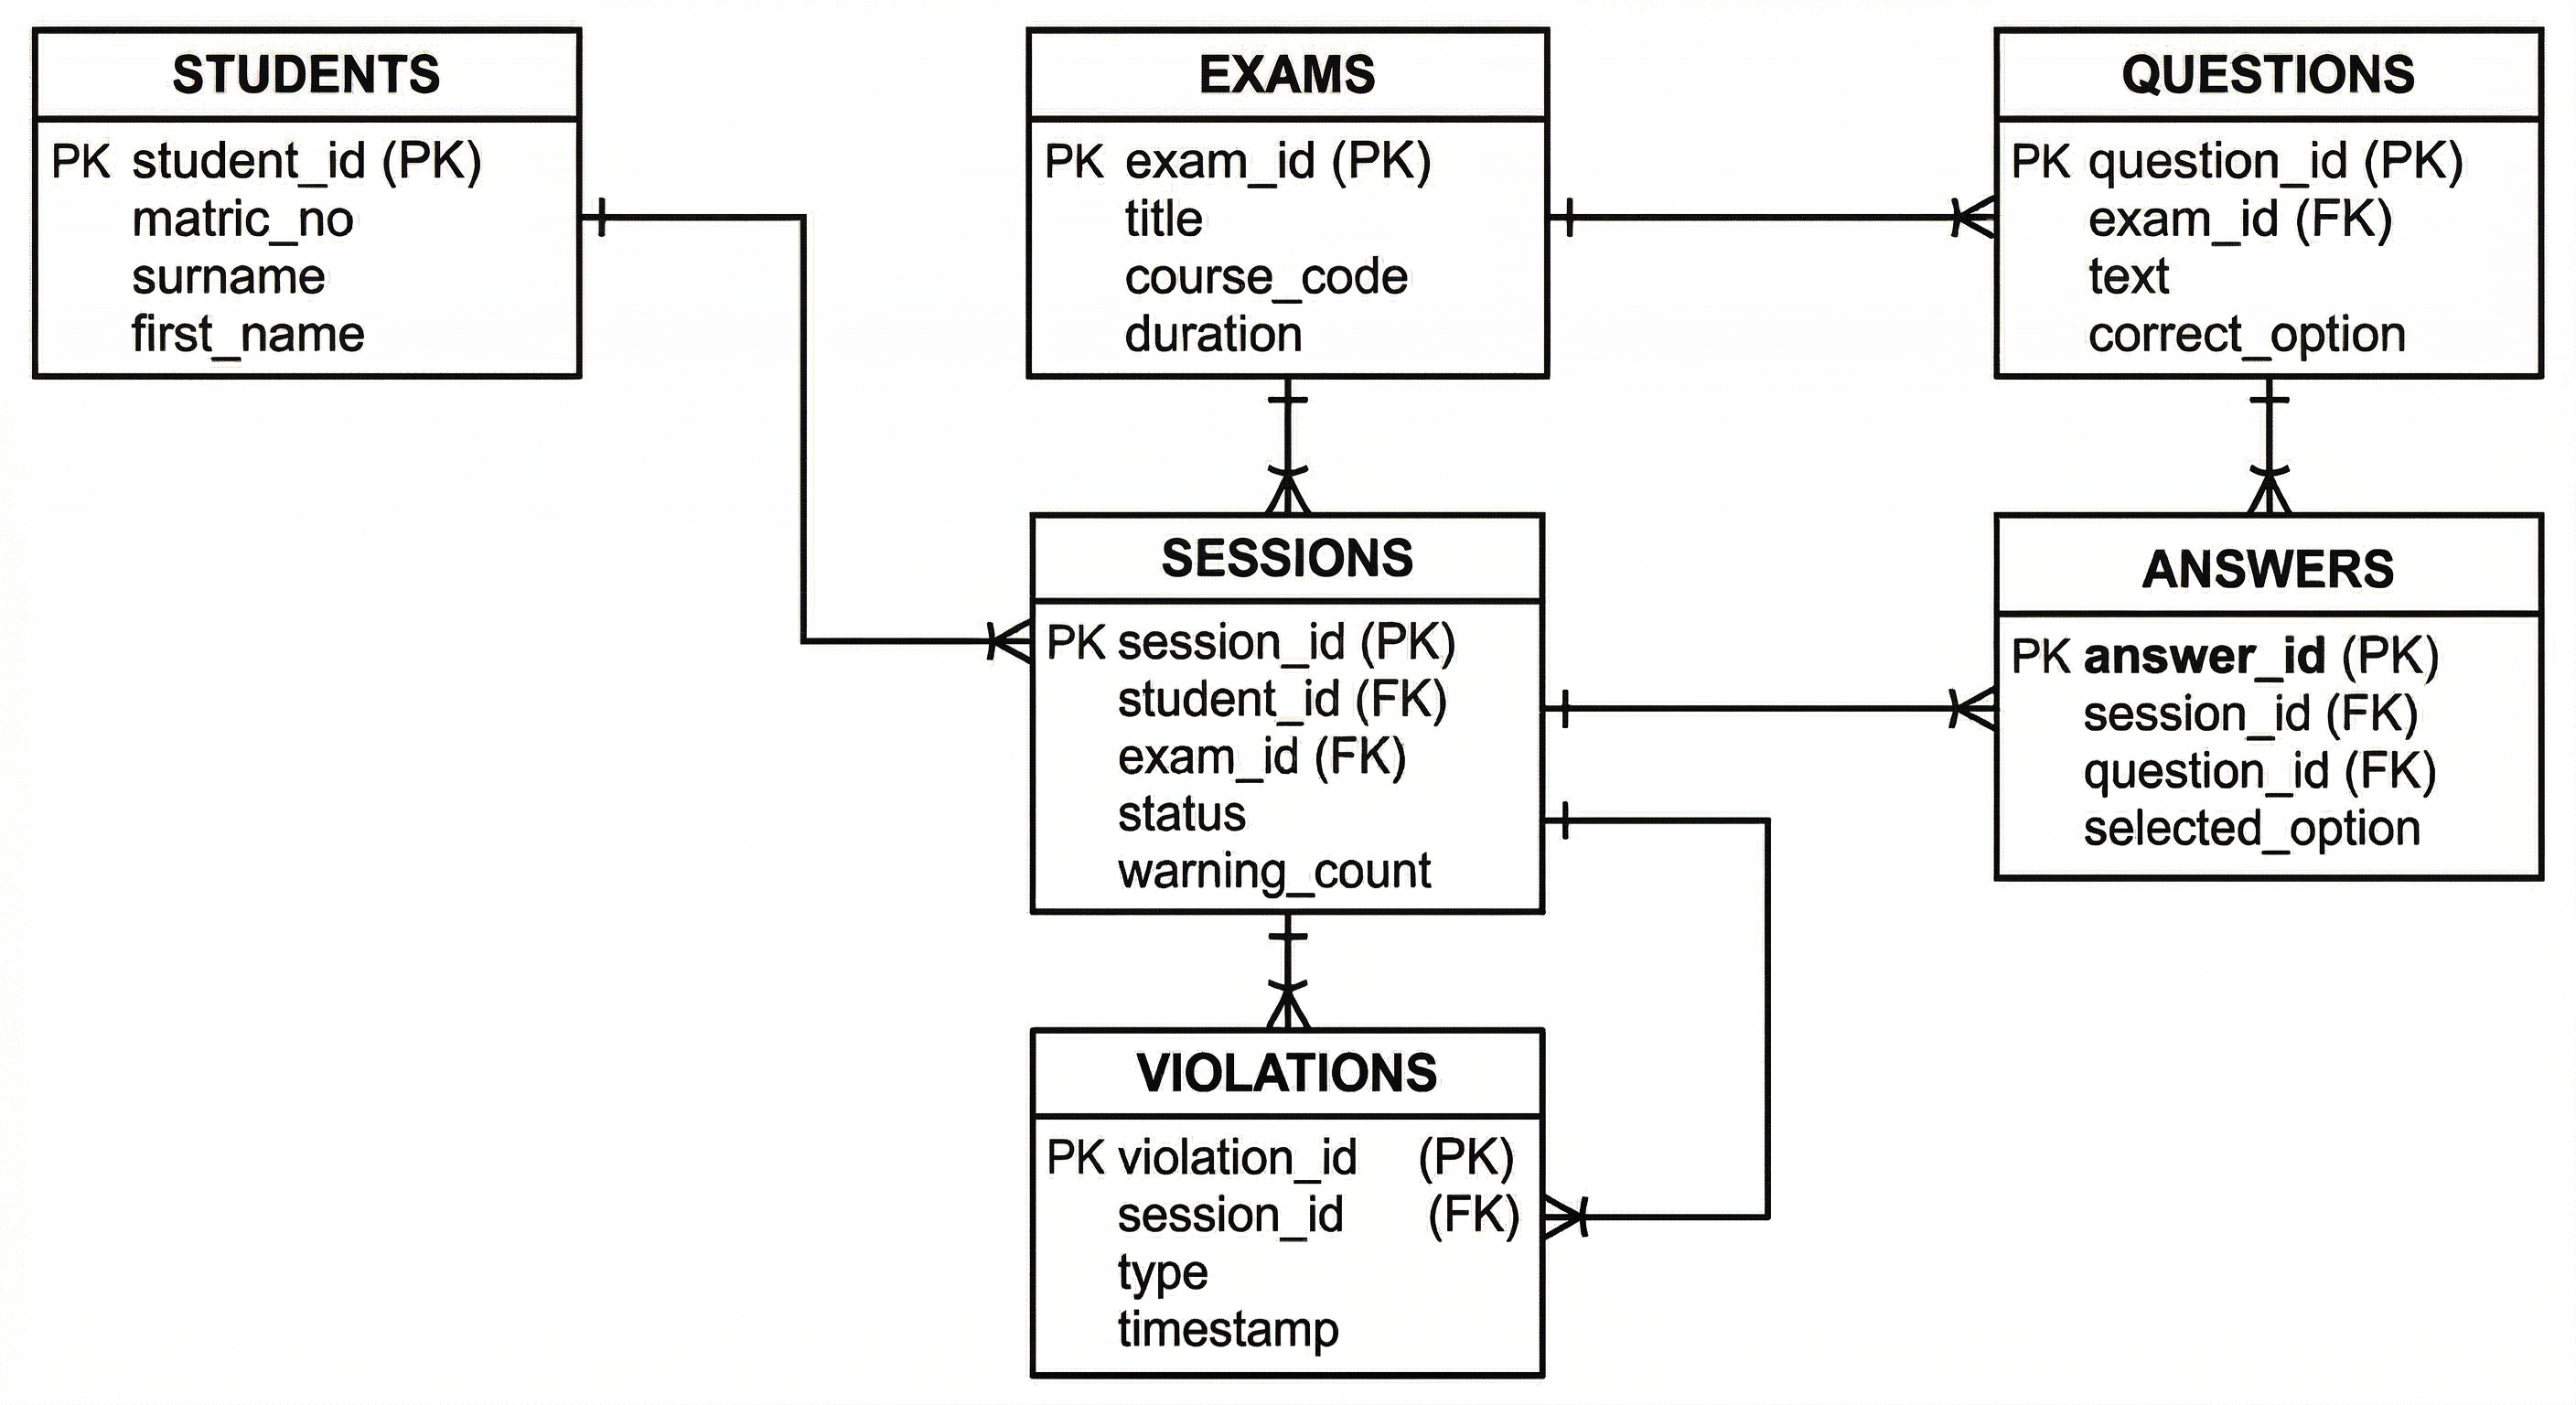 STUDENTS
PK student_id (PK)
matric_no
surname
first_name
EXAMS
PK exam_id (PK)
title
course_code
duration
QUESTIONS
PK question_id (PK)
exam_id (FK)
text
correct_option
SESSIONS
PK session_id (PK)
student_id (FK)
exam_id (FK)
status
warning_count
ANSWERS
PK answer_id (PK)
session_id (FK)
question_id (FK)
selected_option
VIOLATIONS
PK violation_id (PK)
session_id (FK)
type
timestamp